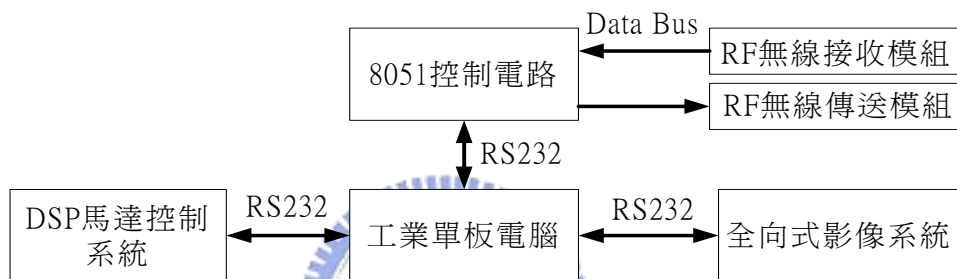 Data Bus
8051控制電路
RF無線接收模組
RF無線傳送模組
RS232
DSP馬達控制
系統
RS232
工業單板電腦
RS232
全向式影像系統